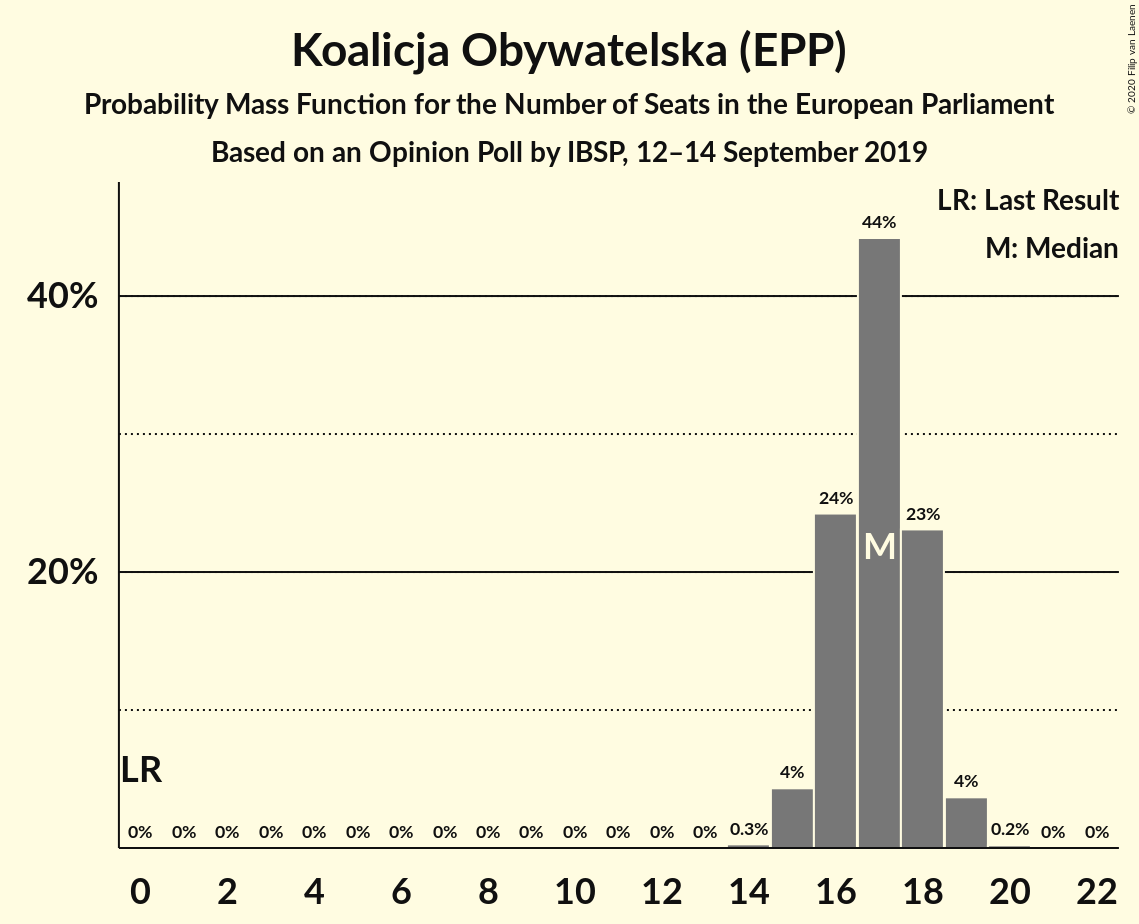 Koalicja Obywatelska (EPP)
Probability Mass Function for the Number of Seats in the European Parliament
Based on an Opinion Poll by IBSP, 12–14 September 2019
© 2020 Filip van Laenen
LR: Last Result
M: Median
44%
40%
24%
23%
M
20%
LR
4%
4%
0% 0% 0% 0% 0% 0% 0% 0% 0% 0% 0% 0% 0% 0% 0.3% 0.2% 0% 0%
0 2 4 6 8 10 12 14 16 18 20 22